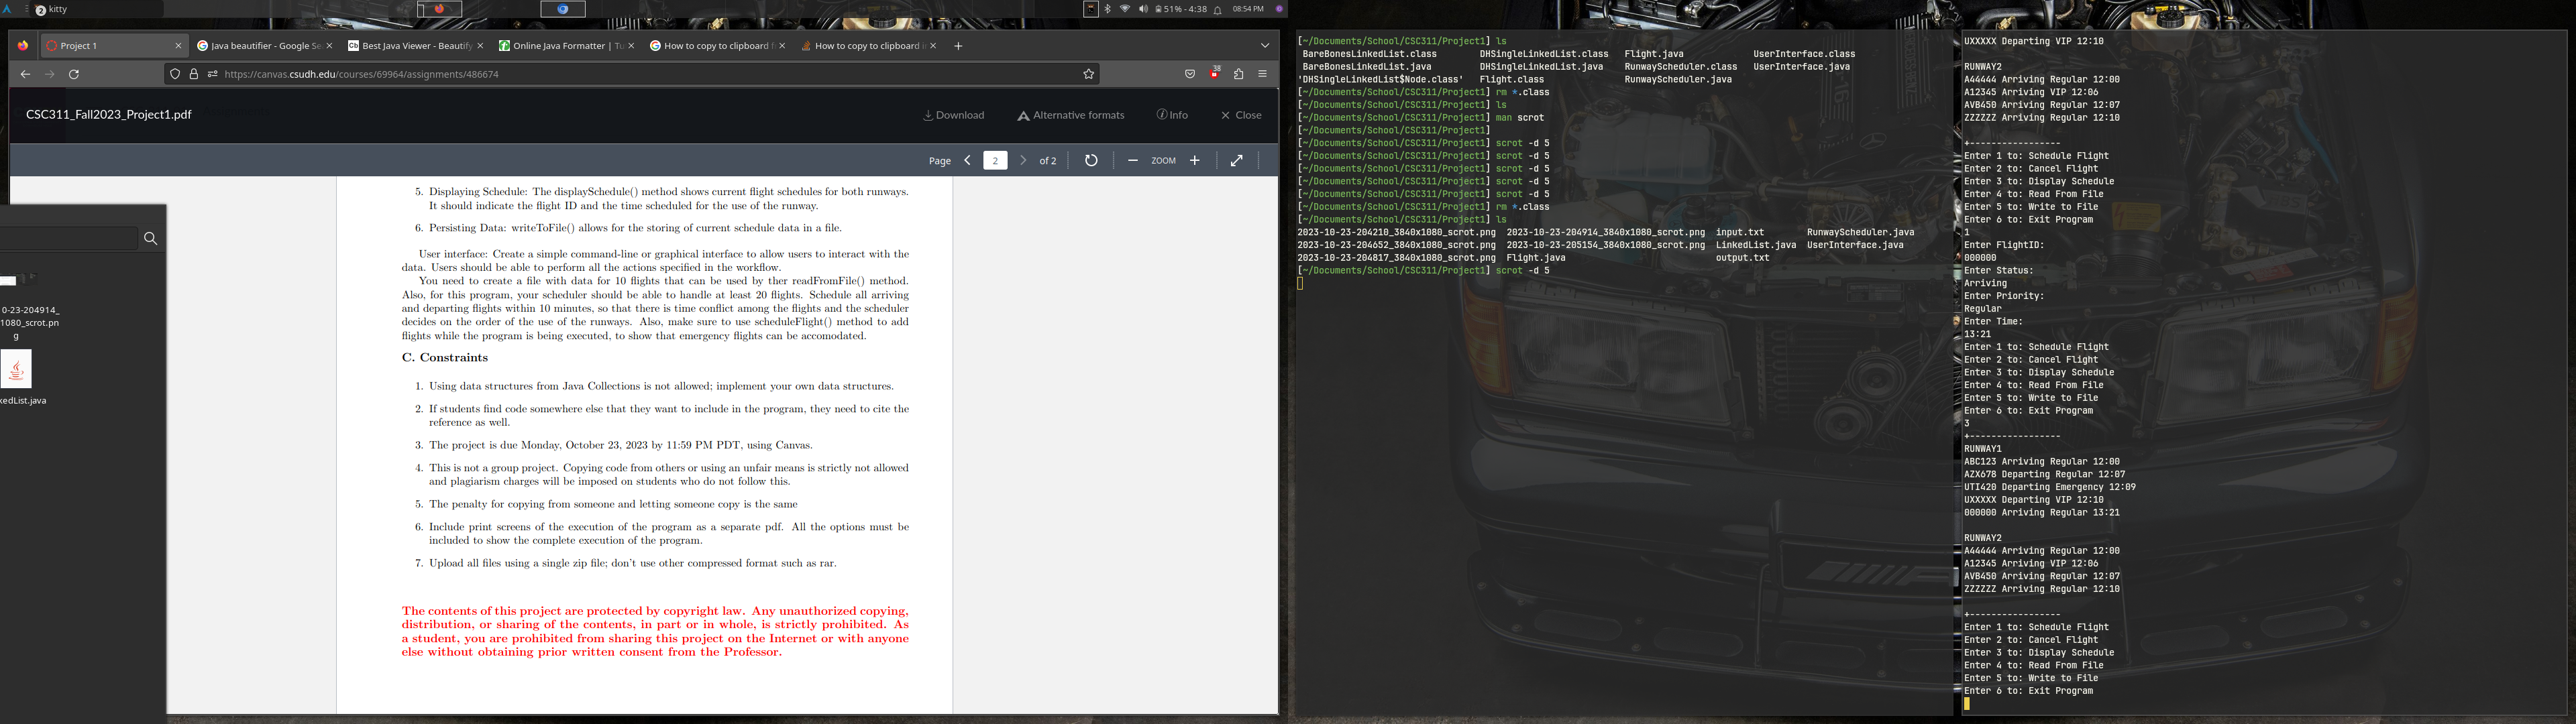 kitty
2
51% - 4:38
08:54 PM
Project 1
Java beautifier - Google Se
Best Java Viewer - Beautify
Online Java Formatter | Tu
How to copy to clipboard
How to copy to clipboard i
https://canvas.csudh.edu/courses/69964/assignments/486674
38
CSC311_Fall2023_Project1.pdf
Download
Alternative formats
Info
Close
Page
2
of 2
ZOOM
5. Displaying Schedule: The displaySchedule() method shows current flight schedules for both runways.
It should indicate the flight ID and the time scheduled for the use of the runway.
6. Persisting Data: writeToFile() allows for the storing of current schedule data in a file.
User interface: Create a simple command-line or graphical interface to allow users to interact with the
data. Users should be able to perform all the actions specified in the workflow.
You need to create a file with data for 10 flights that can be used by ther readFromFile() method.
Also, for this program, your scheduler should be able to handle at least 20 flights. Schedule all arriving
and departing flights within 10 minutes, so that there is time conflict among the flights and the scheduler
decides on the order of the use of the runways. Also, make sure to use scheduleFlight() method to add
flights while the program is being executed, to show that emergency flights can be accomodated.
C. Constraints
1. Using data structures from Java Collections is not allowed; implement your own data structures.
2. If students find code somewhere else that they want to include in the program, they need to cite the
reference as well.
3. The project is due Monday, October 23, 2023 by 11:59 PM PDT, using Canvas.
4. This is not a group project. Copying code from others or using an unfair means is strictly not allowed
and plagiarism charges will be imposed on students who do not follow this.
5. The penalty for copying from someone and letting someone copy is the same
6. Include print screens of the execution of the program as a separate pdf. All the options must be
included to show the complete execution of the program.
7. Upload all files using a single zip file; don't use other compressed format such as rar.
The contents of this project are protected by copyright law. Any unauthorized copying,
distribution, or sharing of the contents, in part or in whole, is strictly prohibited. As
a student, you are prohibited from sharing this project on the Internet or with anyone
else without obtaining prior written consent from the Professor.
0-23-204914_
1080_scrot.pn
g
kedList.java
[~/Documents/School/CSC311/Project1] ls
BareBonesLinkedList.class DHSingleLinkedList.class Flight.java UserInterface.class
BareBonesLinkedList.java DHSingleLinkedList.java RunwayScheduler.class UserInterface.java
'DHSingleLinkedList$Node.class' Flight.class RunwayScheduler.java
[~/Documents/School/CSC311/Project1] rm *.class
[~/Documents/School/CSC311/Project1] ls
[~/Documents/School/CSC311/Project1] man scrot
[~/Documents/School/CSC311/Project1]
[~/Documents/School/CSC311/Project1] scrot -d 5
[~/Documents/School/CSC311/Project1] scrot -d 5
[~/Documents/School/CSC311/Project1] scrot -d 5
[~/Documents/School/CSC311/Project1] scrot -d 5
[~/Documents/School/CSC311/Project1] scrot -d 5
[~/Documents/School/CSC311/Project1] rm *.class
[~/Documents/School/CSC311/Project1] ls
2023-10-23-204210_3840x1080_scrot.png 2023-10-23-204914_3840x1080_scrot.png input.txt RunwayScheduler.java
2023-10-23-204652_3840x1080_scrot.png 2023-10-23-205154_3840x1080_scrot.png LinkedList.java UserInterface.java
2023-10-23-204817_3840x1080_scrot.png Flight.java output.txt
[~/Documents/School/CSC311/Project1] scrot -d 5
UXXXXX Departing VIP 12:10
RUNWAY2
A44444 Arriving Regular 12:00
A12345 Arriving VIP 12:06
AVB450 Arriving Regular 12:07
ZZZZZZ Arriving Regular 12:10
+-----------------
Enter 1 to: Schedule Flight
Enter 2 to: Cancel Flight
Enter 3 to: Display Schedule
Enter 4 to: Read From File
Enter 5 to: Write to File
Enter 6 to: Exit Program
1
Enter FlightID:
000000
Enter Status:
Arriving
Enter Priority:
Regular
Enter Time:
13:21
Enter 1 to: Schedule Flight
Enter 2 to: Cancel Flight
Enter 3 to: Display Schedule
Enter 4 to: Read From File
Enter 5 to: Write to File
Enter 6 to: Exit Program
3
+-----------------
RUNWAY1
ABC123 Arriving Regular 12:00
AZX678 Departing Regular 12:07
UTI420 Departing Emergency 12:09
UXXXXX Departing VIP 12:10
000000 Arriving Regular 13:21
RUNWAY2
A44444 Arriving Regular 12:00
A12345 Arriving VIP 12:06
AVB450 Arriving Regular 12:07
ZZZZZZ Arriving Regular 12:10
+-----------------
Enter 1 to: Schedule Flight
Enter 2 to: Cancel Flight
Enter 3 to: Display Schedule
Enter 4 to: Read From File
Enter 5 to: Write to File
Enter 6 to: Exit Program